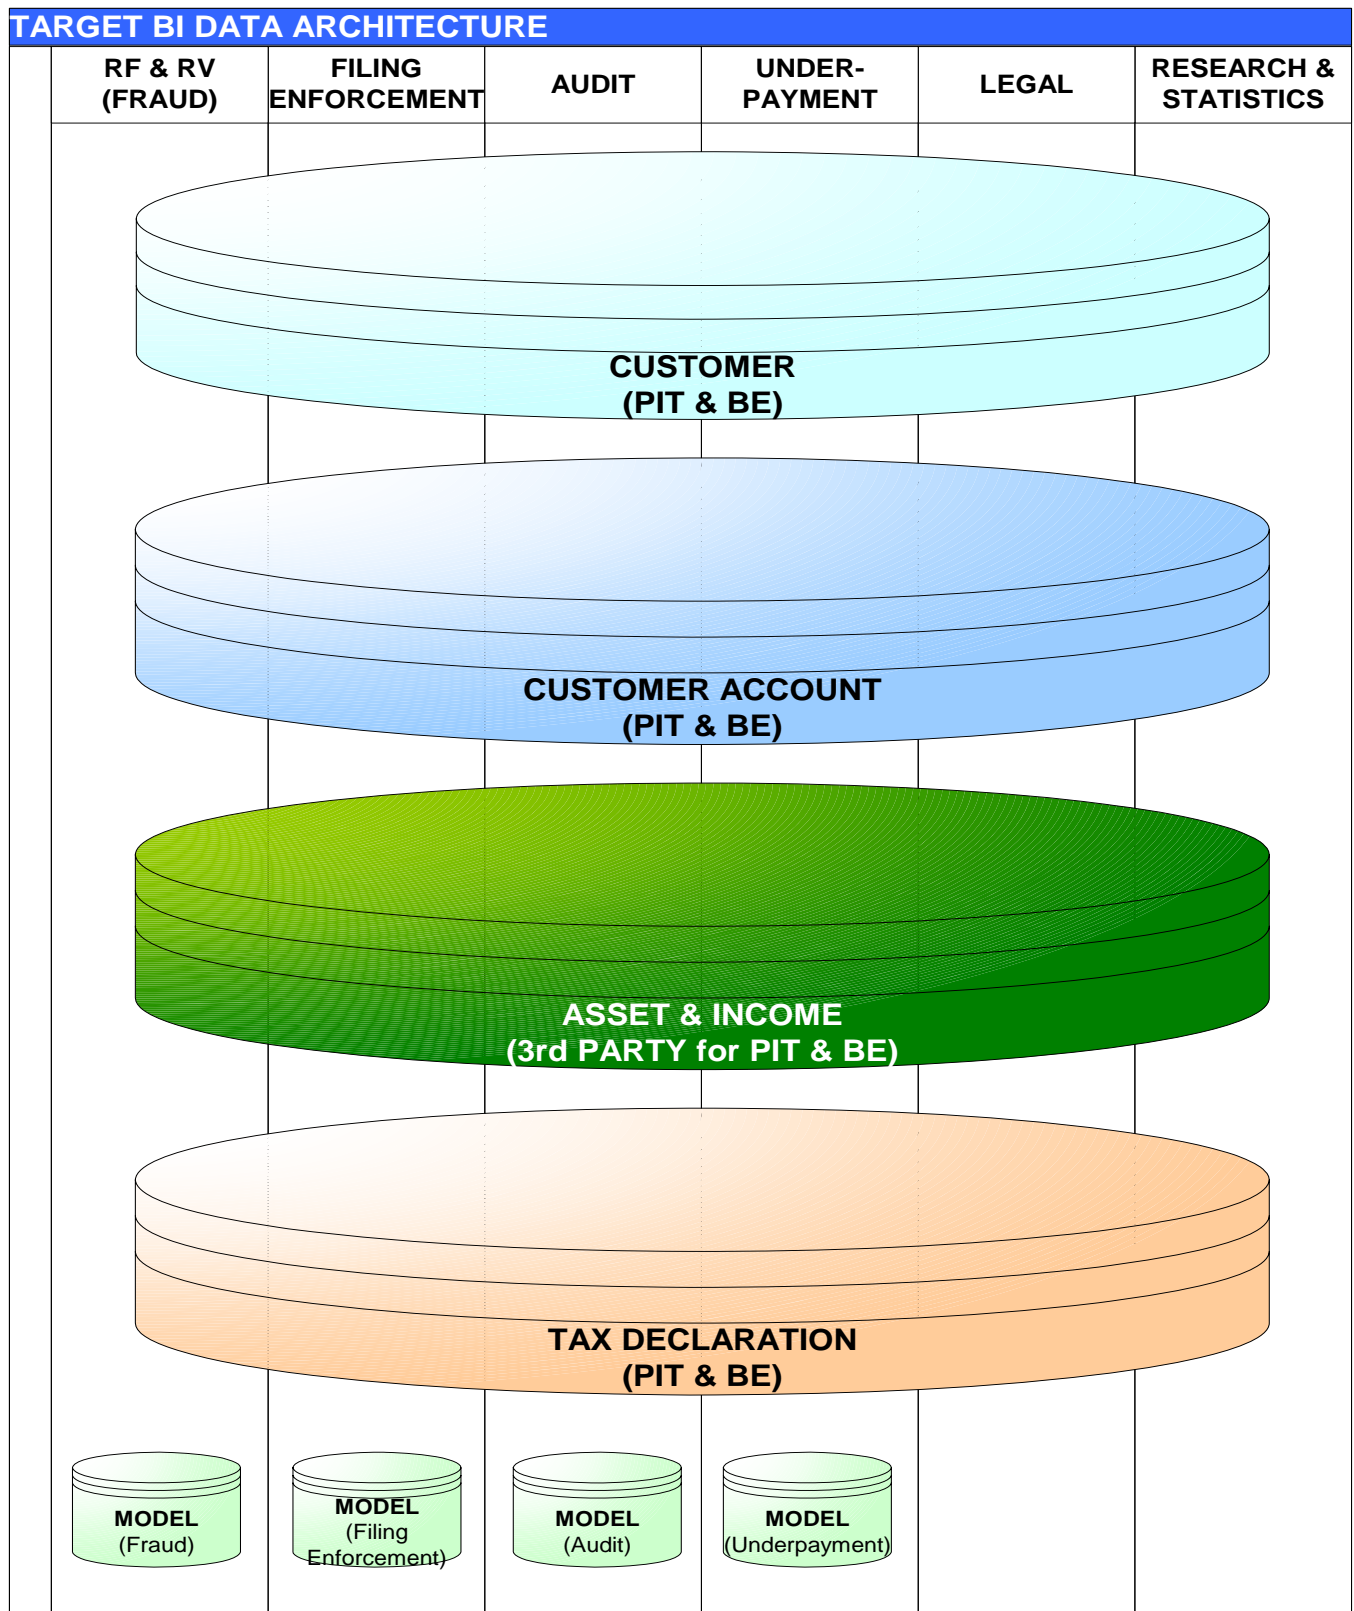 TARGET BI DATA ARCHITECTURE
RF & RV
(FRAUD)
FILING
ENFORCEMENT
AUDIT
UNDER-
PAYMENT
LEGAL
RESEARCH &
STATISTICS
CUSTOMER
(PIT & BE)
CUSTOMER ACCOUNT
(PIT & BE)
ASSET & INCOME
(3rd PARTY for PIT & BE)
TAX DECLARATION
(PIT & BE)
MODEL
(Fraud)
MODEL
(Filing
Enforcement)
MODEL
(Audit)
MODEL
(Underpayment)